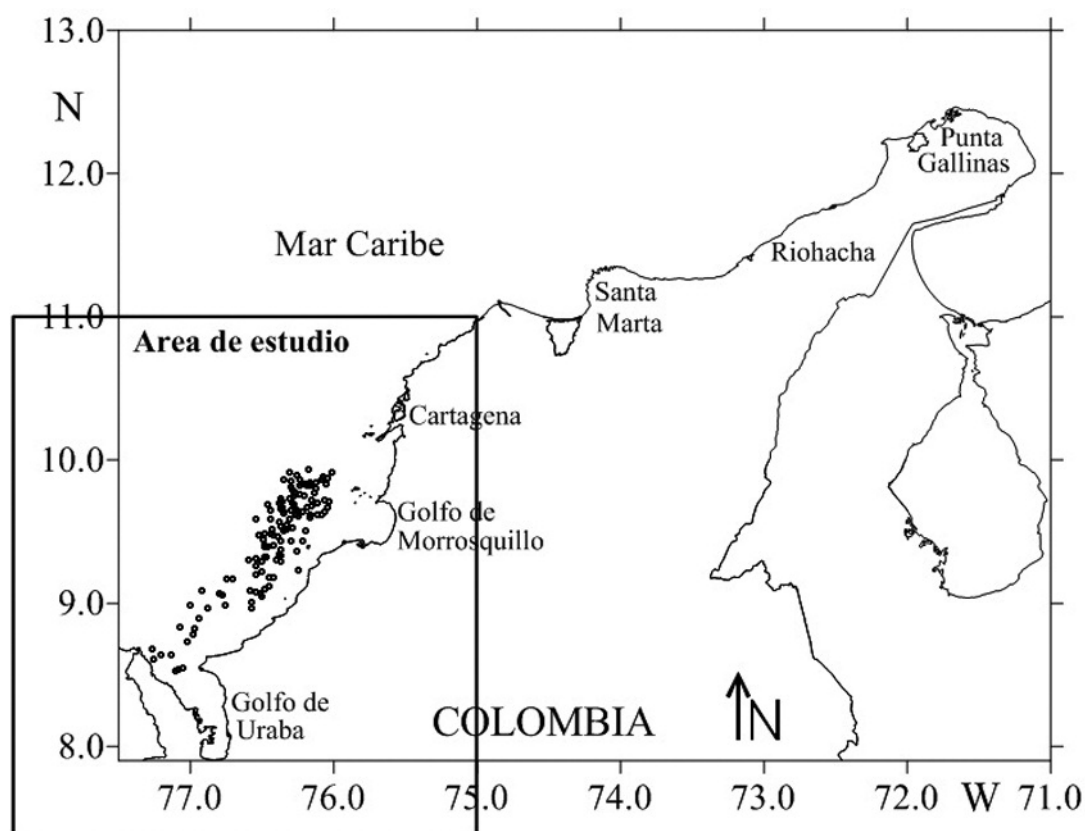 13.0
N
12.0
11.0
10.0
9.0
8.0
Punta
Gallinas
Mar Caribe
Riohacha
Santa
Marta
Area de estudio
Cartagena
Golfo de
Morrosquillo
Golfo de
Uraba
COLOMBIA
N
77.0 76.0 75.0 74.0 73.0 72.0 W 71.0